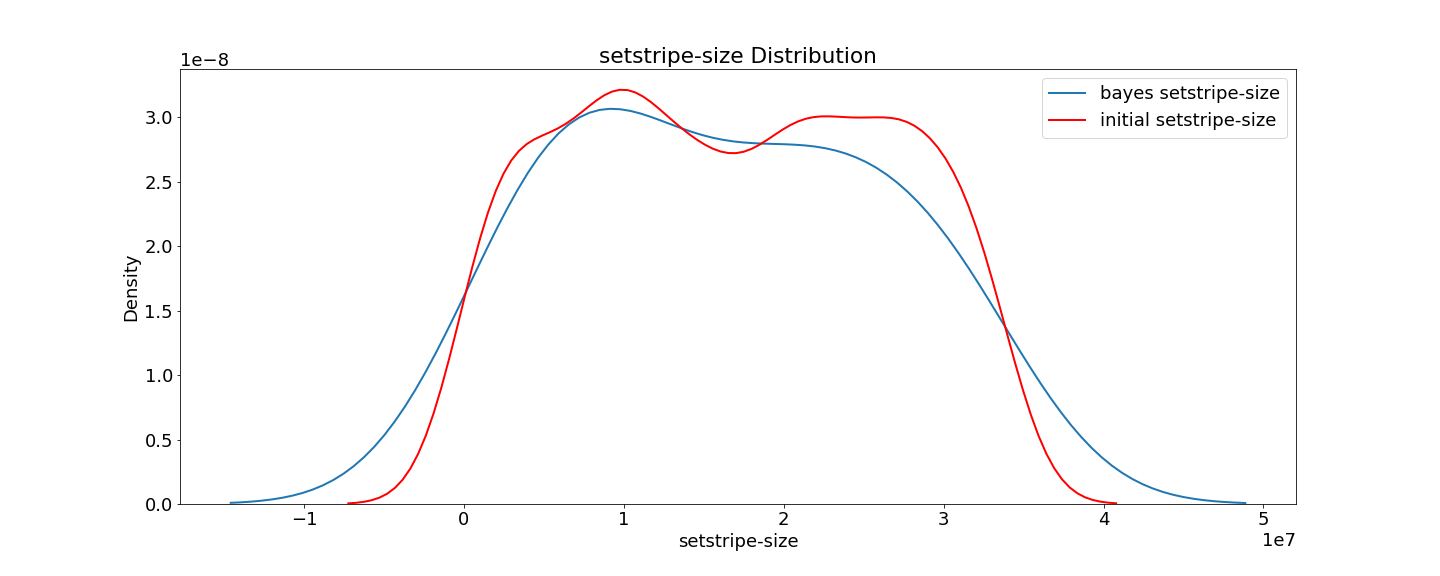 setstripe-size Distribution
1e−8
bayes setstripe-size
initial setstripe-size
3.0
2.5
2.0
1.5
1.0
0.5
0.0
Density
−1 0 1 2 3 4 5
1e7
setstripe-size